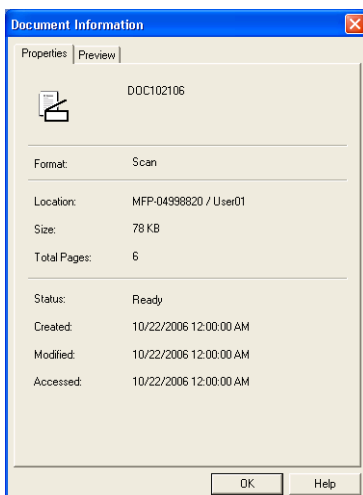 Document Information
Properties Preview
DOC102106
Format: Scan
Location: MFP-04998820 / User01
Size: 78 KB
Total Pages: 6
Status: Ready
Created: 10/22/2006 12:00:00 AM
Modified: 10/22/2006 12:00:00 AM
Accessed: 10/22/2006 12:00:00 AM
OK Help